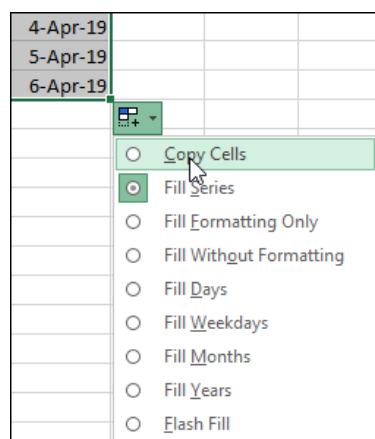 4-Apr-19
5-Apr-19
6-Apr-19
Copy Cells
Fill Series
Fill Formatting Only
Fill Without Formatting
Fill Days
Fill Weekdays
Fill Months
Fill Years
Flash Fill